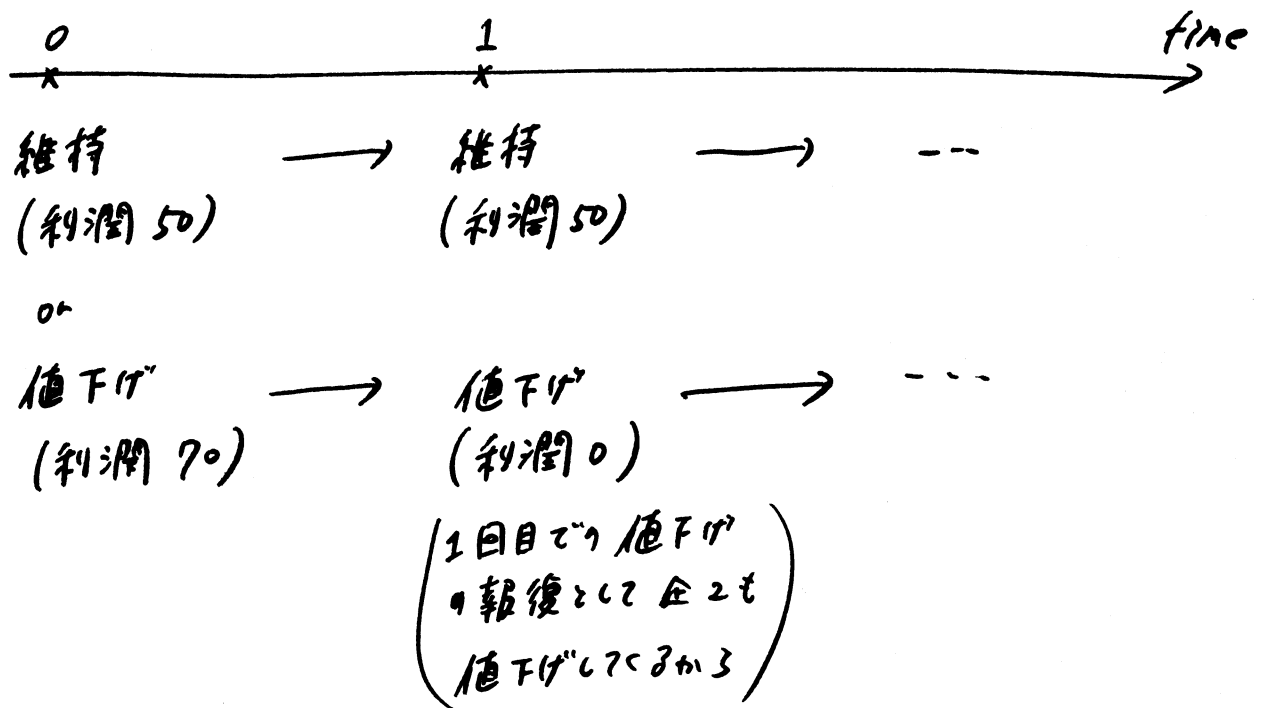 0 1 time
維持 → 維持 → ---
(利潤 50) (利潤 50)
or
値下げ → 値下げ → ---
(利潤 70) (利潤 0)
(1回目での値下げ
の報復として企2も
値下げしてくるから)